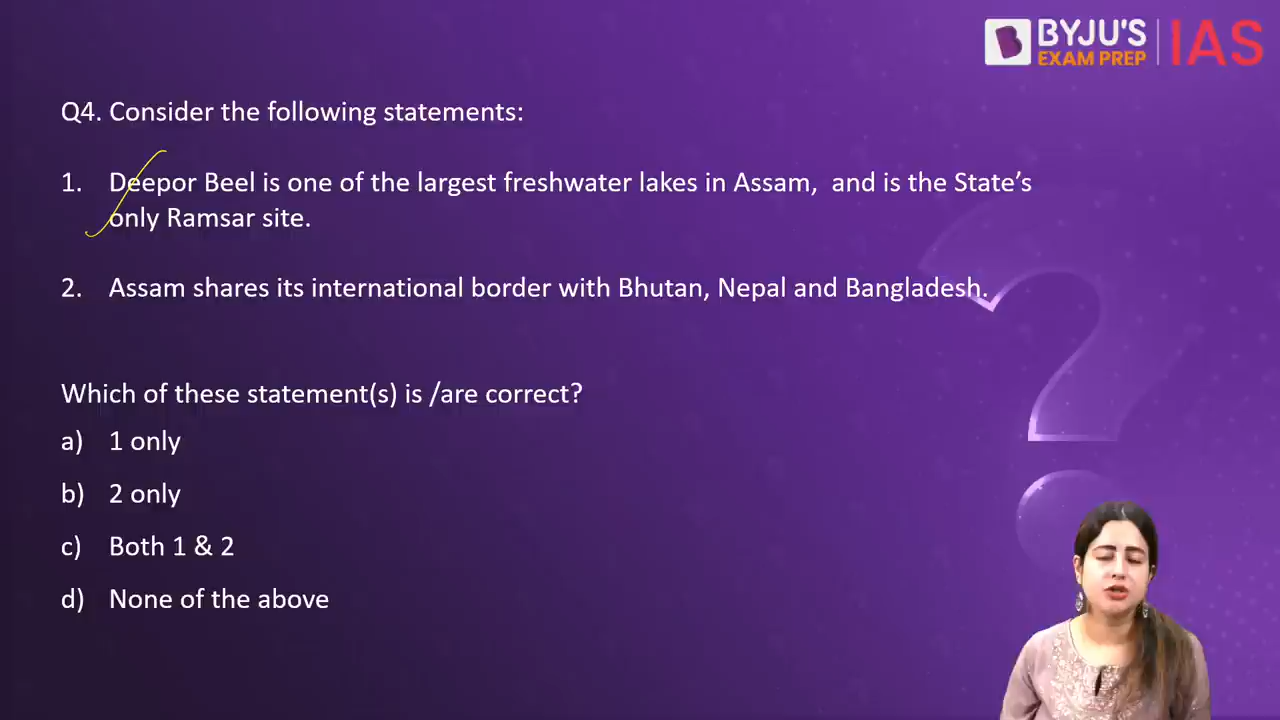 BYJU'S
EXAM PREP
IAS
Q4. Consider the following statements:
1. Deepor Beel is one of the largest freshwater lakes in Assam, and is the State’s
only Ramsar site.
2. Assam shares its international border with Bhutan, Nepal and Bangladesh.
Which of these statement(s) is /are correct?
a) 1 only
b) 2 only
c) Both 1 & 2
d) None of the above